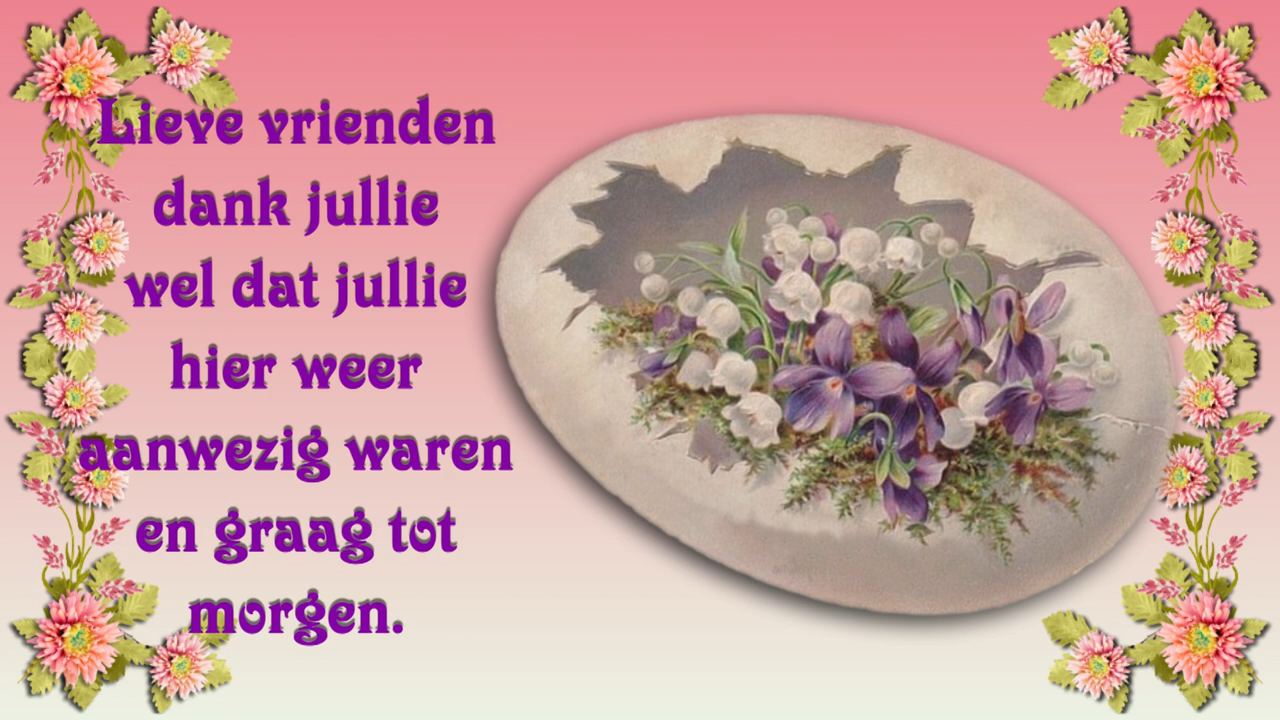 Lieve vrienden
dank jullie
wel dat jullie
hier weer
aanwezig waren
en graag tot
morgen.